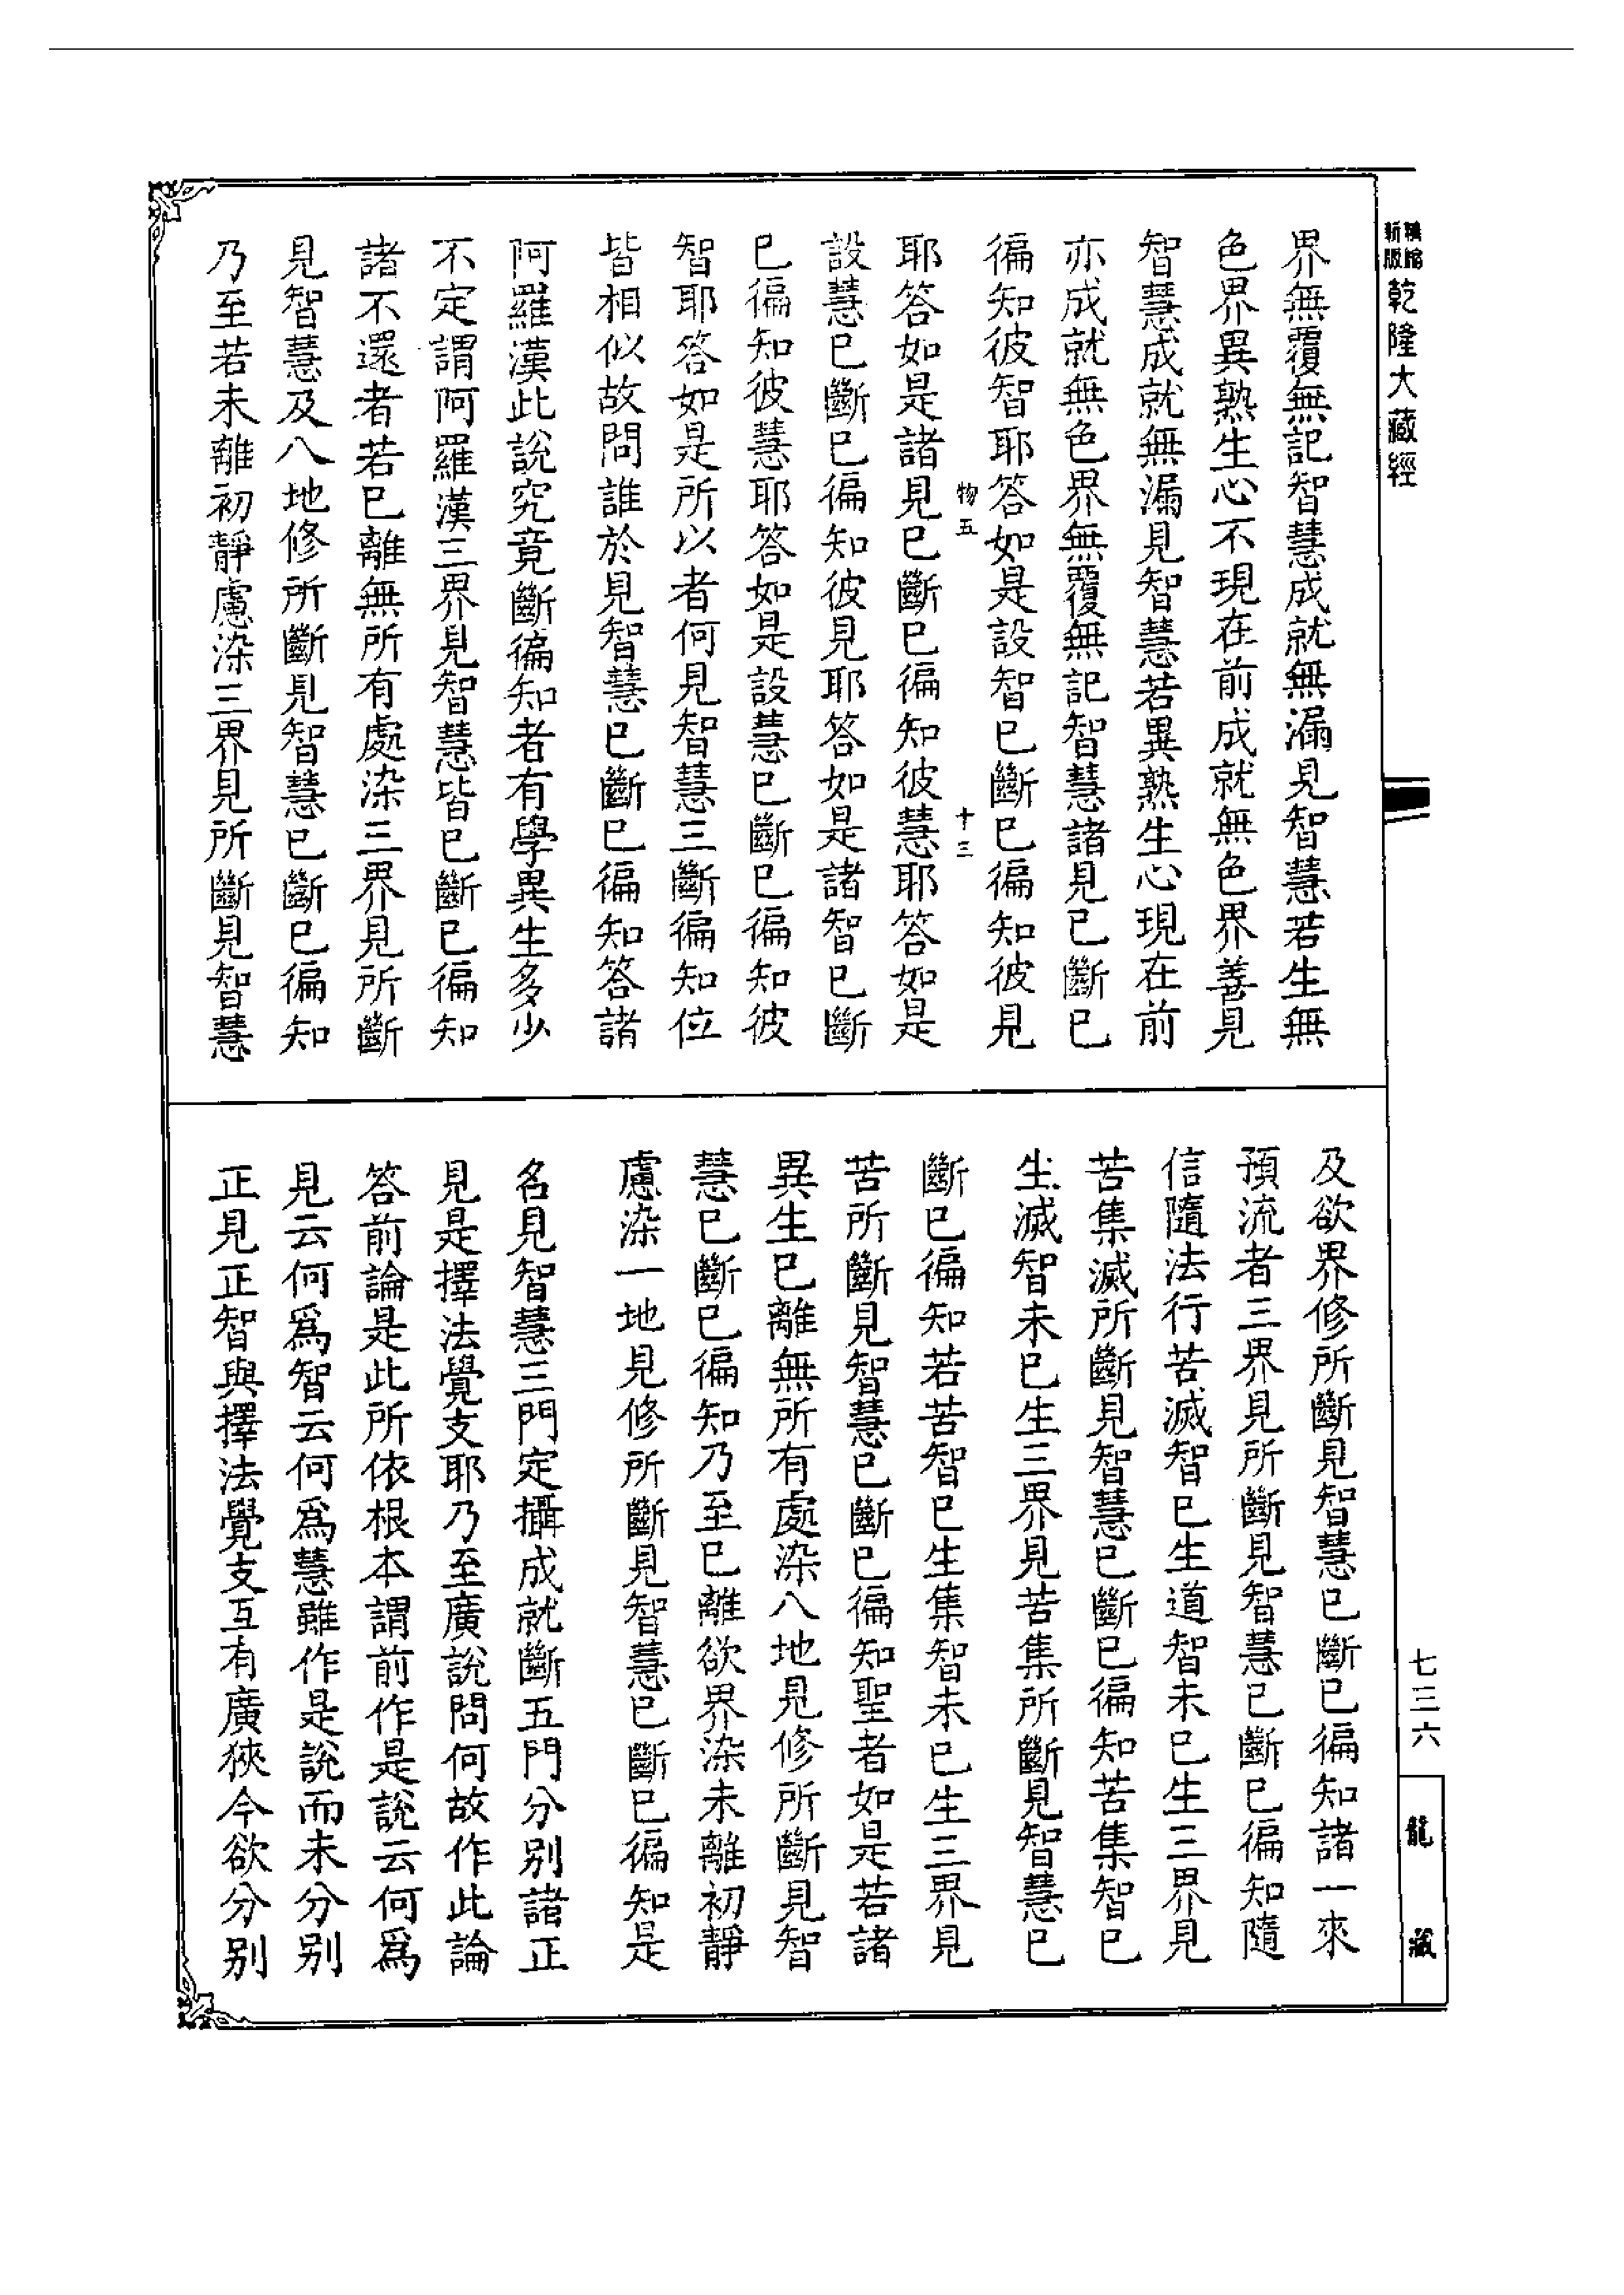 乾隆大藏經
界無覆無記智慧成就無漏見智慧若生無
色界異熟生心不現在前成就無色界善見
智慧成就無漏見智慧若異熟生心現在前
亦成就無色界無覆無記智慧諸見已斷已
徧知彼智耶答如是設智已斷已徧知彼見
物五
十三
耶答如是諸見已斷已徧知彼慧耶答如是
設慧已斷已徧知彼見耶答如是諸智已斷
已徧知彼慧耶答如是設慧已斷已徧知彼
智耶答如是所以者何見智慧三斷徧知位
皆相似故問誰於見智慧已斷已徧知答諸
阿羅漢此說究竟斷徧知者有學異生多少
不定謂阿羅漢三界見智慧皆已斷已徧知
諸不還者若已離無所有處染三界見所斷
見智慧及八地修所斷見智慧已斷已徧知
乃至若未離初靜慮染三界見所斷見智慧
及欲界修所斷見智慧已斷已徧知諸一來
預流者三界見所斷見智慧已斷已徧知隨
信隨法行苦滅智已生道智未已生三界見
苦集滅所斷見智慧已斷已徧知苦集智已
生滅智未已生三界見苦集所斷見智慧已
斷已徧知若苦智已生集智未已生三界見
苦所斷見智慧已斷已徧知聖者如是若諸
異生已離無所有處染八地見修所斷見智
慧已斷已徧知乃至已離欲界染未離初靜
慮染一地見修所斷見智慧已斷已徧知是
名見智慧三門定攝成就斷五門分別諸正
見是擇法覺支耶乃至廣說問何故作此論
答前論是此所依根本謂前作是說云何爲
見云何爲智云何爲慧雖作是說而未分別
正見正智與擇法覺支互有廣狹今欲分別
七三六
龍藏